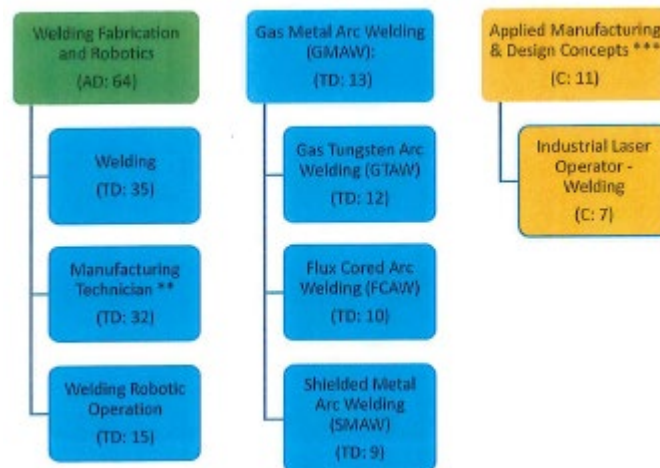 Welding Fabrication
and Robotics
(AD: 64)
Welding
(TD: 35)
Manufacturing
Technician **
(TD: 32)
Welding Robotic
Operation
(TD: 15)
Gas Metal Arc Welding
(GMAW):
(TD: 13)
Gas Tungsten Arc
Welding (GTAW)
(TD: 12)
Flux Cored Arc
Welding (FCAW)
(TD: 10)
Shielded Metal
Arc Welding
(SMAW)
(TD: 9)
Applied Manufacturing
& Design Concepts ***
(C: 11)
Industrial Laser
Operator -
Welding
(C: 7)